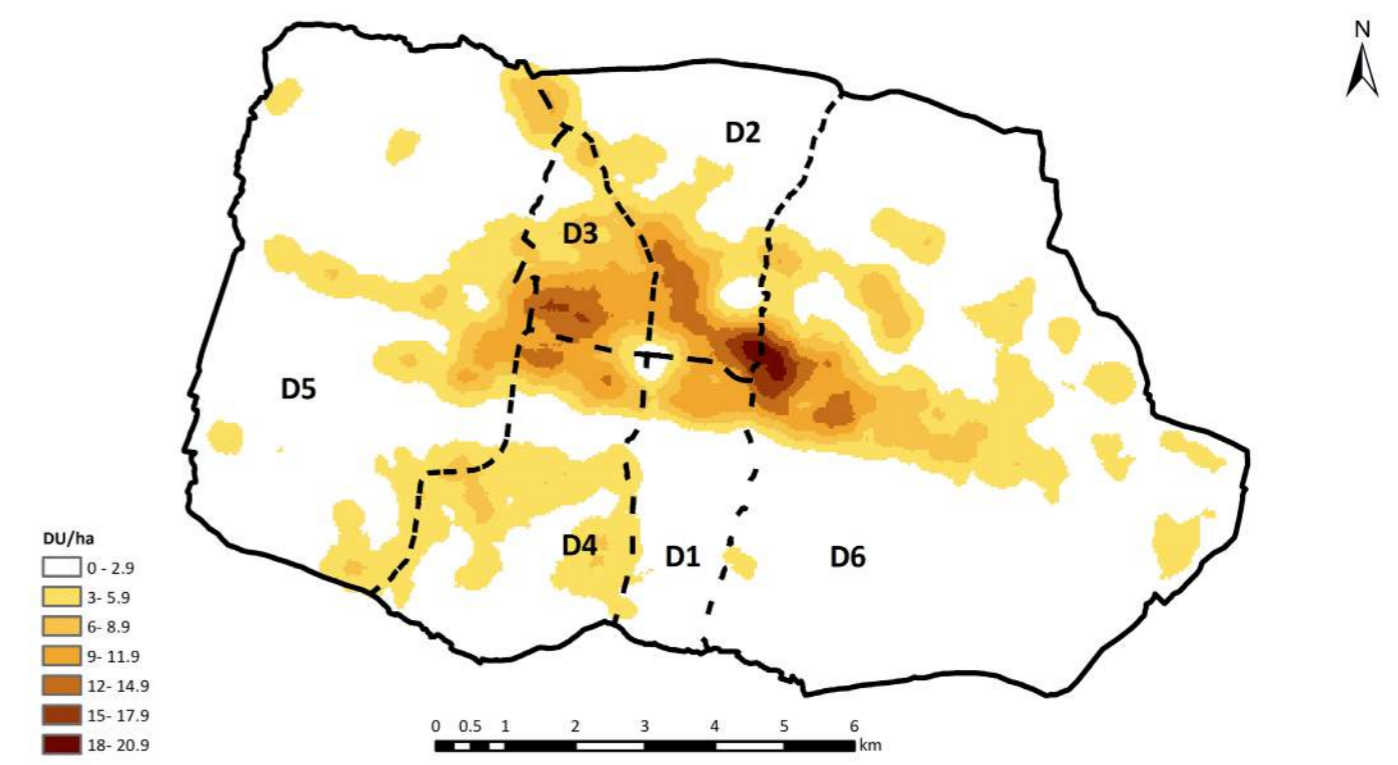 N
D2
D3
D5
D4
D1
D6
DU/ha
0 - 2.9
3- 5.9
6- 8.9
9- 11.9
12- 14.9
15- 17.9
18- 20.9
0 0.5 1 2 3 4 5 6
km